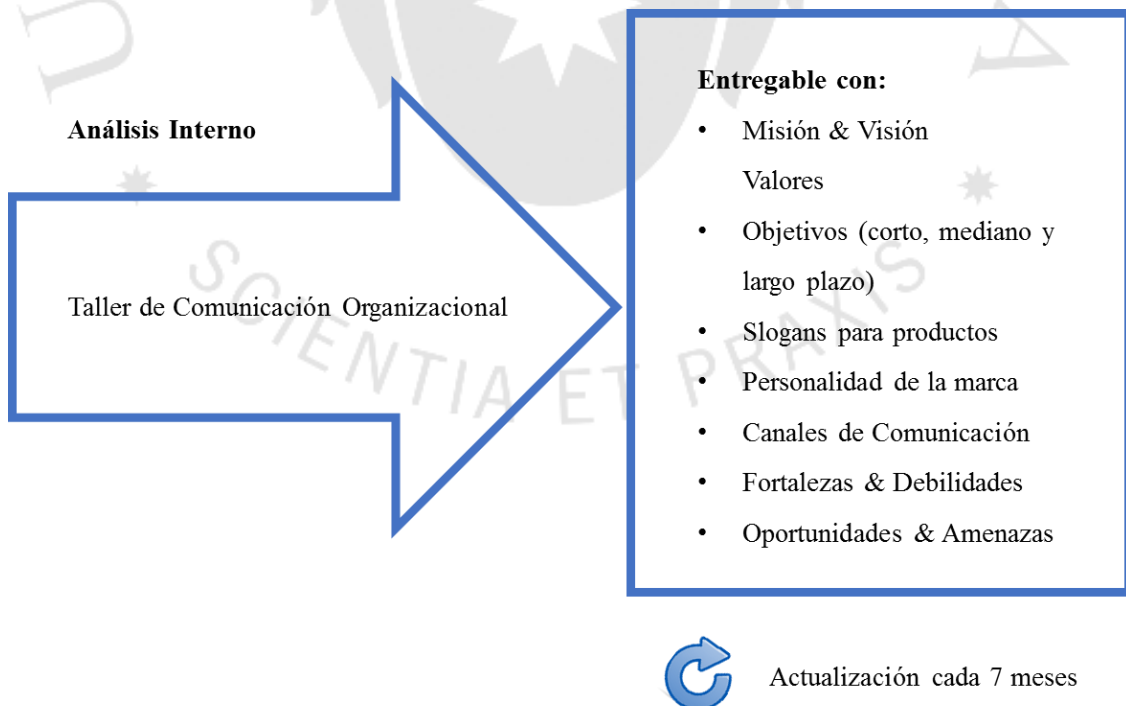 Análisis Interno
Taller de Comunicación Organizacional
Entregable con:
• Misión & Visión
Valores
• Objetivos (corto, mediano y
largo plazo)
• Slogans para productos
• Personalidad de la marca
• Canales de Comunicación
• Fortalezas & Debilidades
• Oportunidades & Amenazas
Actualización cada 7 meses
U
A
SCIENTIA ET PRAXIS